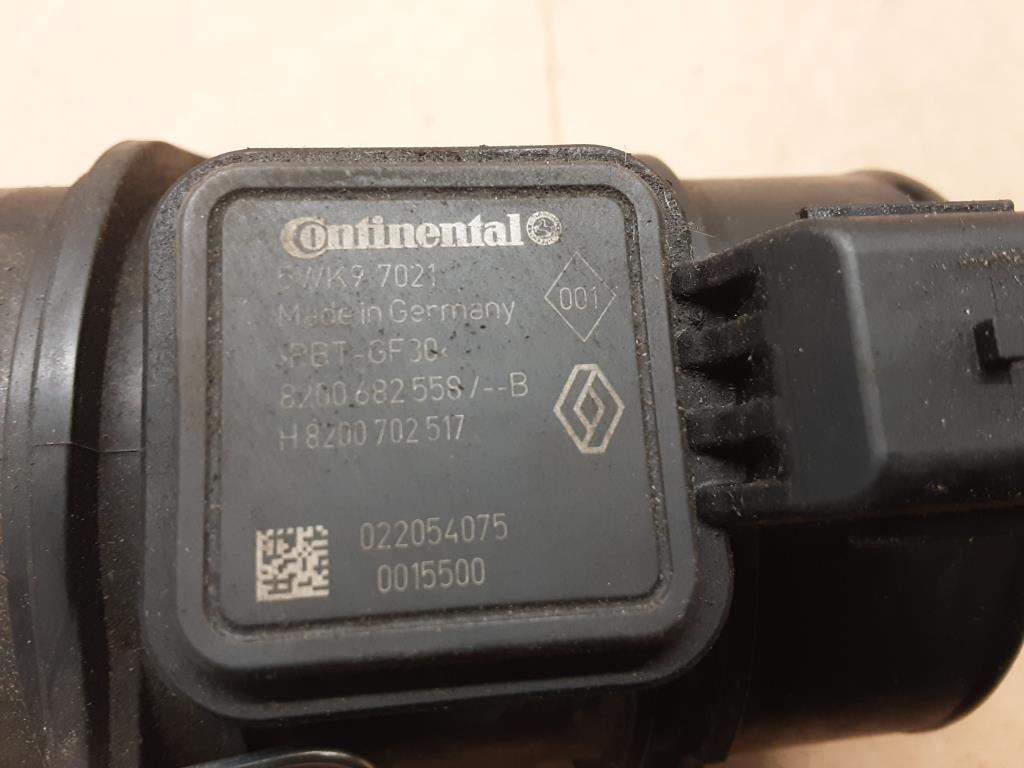 Continental
5WK9 7021
001
Made in Germany
>PBT-GF30<
8200 682 558 /--B
H 8200 702 517
022054075
0015500